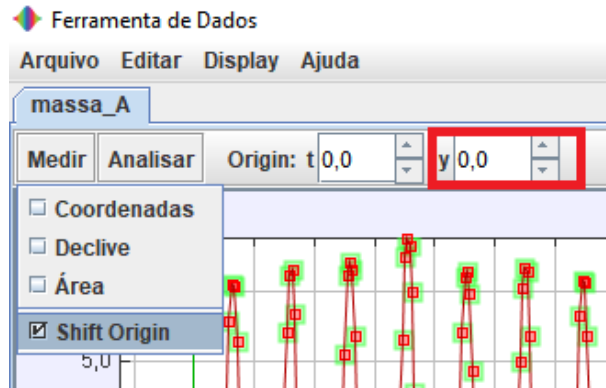 Ferramenta de Dados
Arquivo Editar Display Ajuda
massa_A
Medir Analisar Origin: t 0,0 y 0,0
Coordenadas
Declive
Área
Shift Origin
5,0